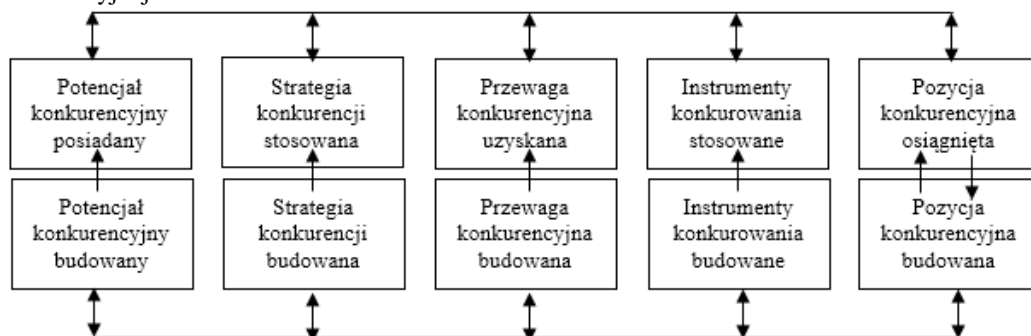 Potencjał
konkurencyjny
posiadany
Strategia
konkurencji
stosowana
Przewaga
konkurencyjna
uzyskana
Instrumenty
konkurowania
stosowane
Pozycja
konkurencyjna
osiągnięta
Potencjał
konkurencyjny
budowany
Strategia
konkurencji
budowana
Przewaga
konkurencyjna
budowana
Instrumenty
konkurowania
budowane
Pozycja
konkurencyjna
budowana